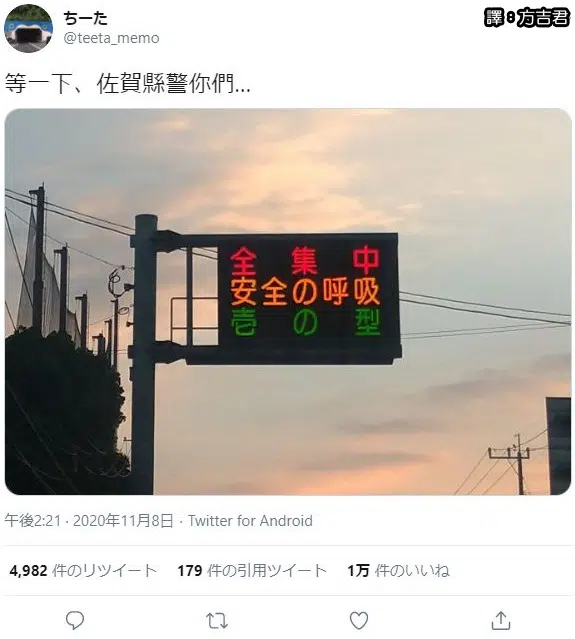 ちーた
譯8方吉君
@teeta_memo
等一下、佐賀縣警你們...
全集中
安全の呼吸
壱の型
午後2:21 · 2020年11月8日 · Twitter for Android
4,982 件のリツイート 179 件の引用ツイート 1万 件のいいね